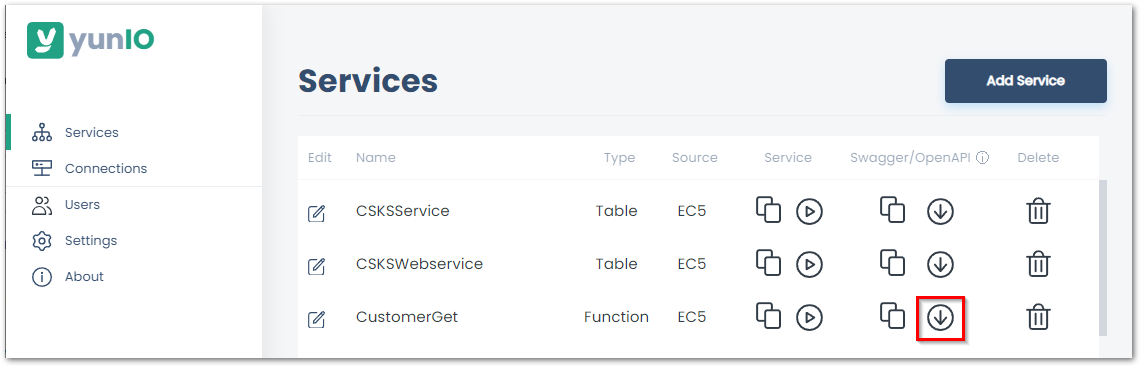 yunIO
Services
Add Service
Services
Connections
Users
Settings
About
Edit Name Type Source Service Swagger/OpenAPI Delete
CSKSService Table EC5
CSKSWebservice Table EC5
CustomerGet Function EC5